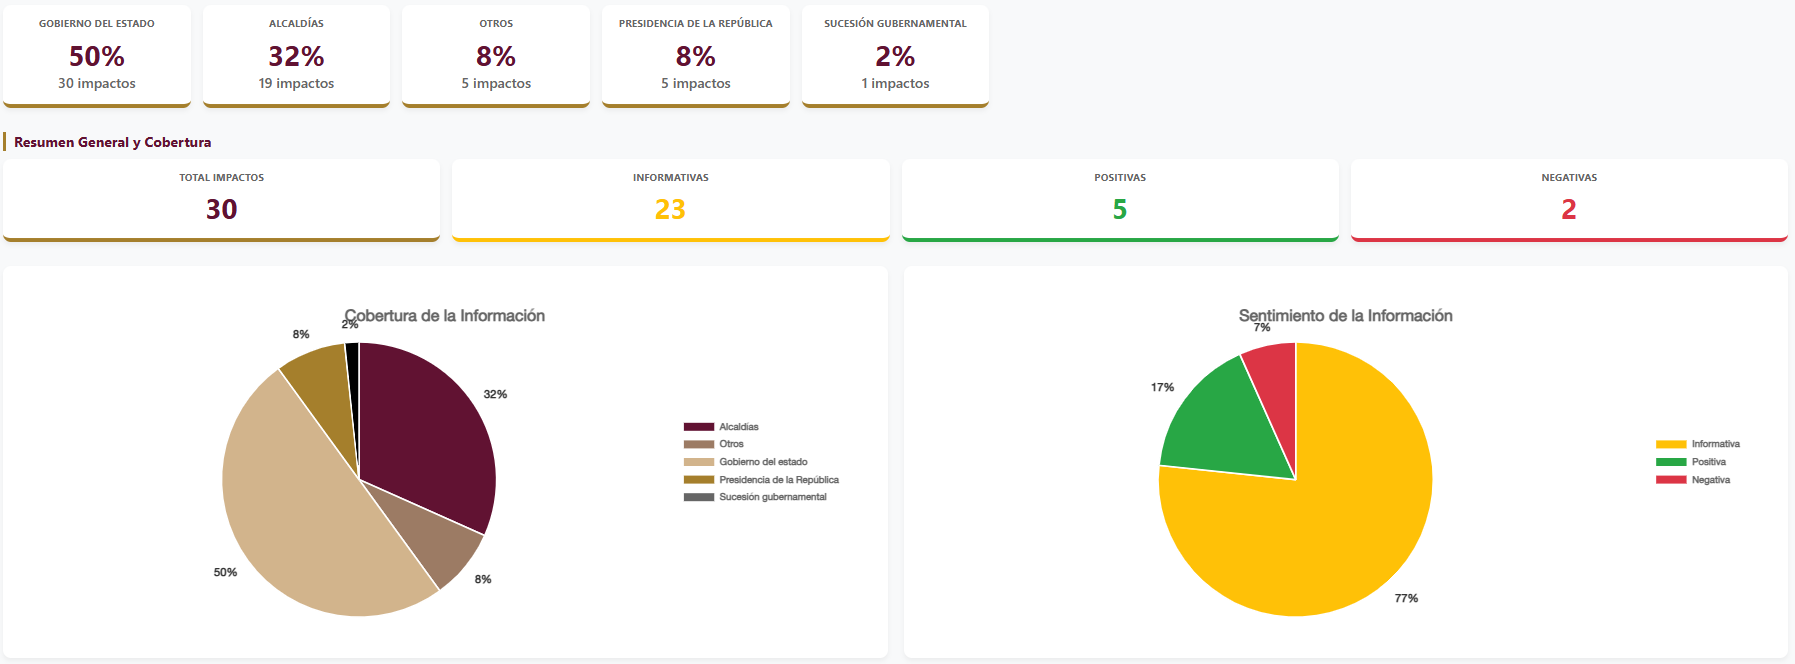 GOBIERNO DEL ESTADO
50%
30 impactos
ALCALDÍAS
32%
19 impactos
OTROS
8%
5 impactos
PRESIDENCIA DE LA REPÚBLICA
8%
5 impactos
SUCESIÓN GUBERNAMENTAL
2%
1 impactos
Resumen General y Cobertura
TOTAL IMPACTOS
30
INFORMATIVAS
23
POSITIVAS
5
NEGATIVAS
2
Cobertura de la Información
2%
8%
32%
50%
8%
Alcaldías
Otros
Gobierno del estado
Presidencia de la República
Sucesión gubernamental
Sentimiento de la Información
7%
17%
77%
Informativa
Positiva
Negativa